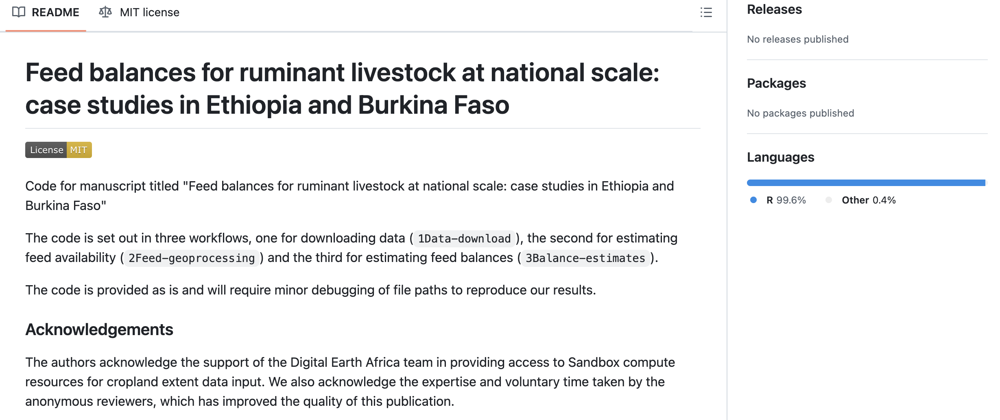 README
MIT license
Feed balances for ruminant livestock at national scale:
case studies in Ethiopia and Burkina Faso
License MIT
Code for manuscript titled "Feed balances for ruminant livestock at national scale: case studies in Ethiopia and
Burkina Faso"
The code is set out in three workflows, one for downloading data (1Data-download), the second for estimating
feed availability (2Feed-geoprocessing) and the third for estimating feed balances (3Balance-estimates).
The code is provided as is and will require minor debugging of file paths to reproduce our results.
Acknowledgements
The authors acknowledge the support of the Digital Earth Africa team in providing access to Sandbox compute
resources for cropland extent data input. We also acknowledge the expertise and voluntary time taken by the
anonymous reviewers, which has improved the quality of this publication.
Releases
No releases published
Packages
No packages published
Languages
R 99.6%
Other 0.4%